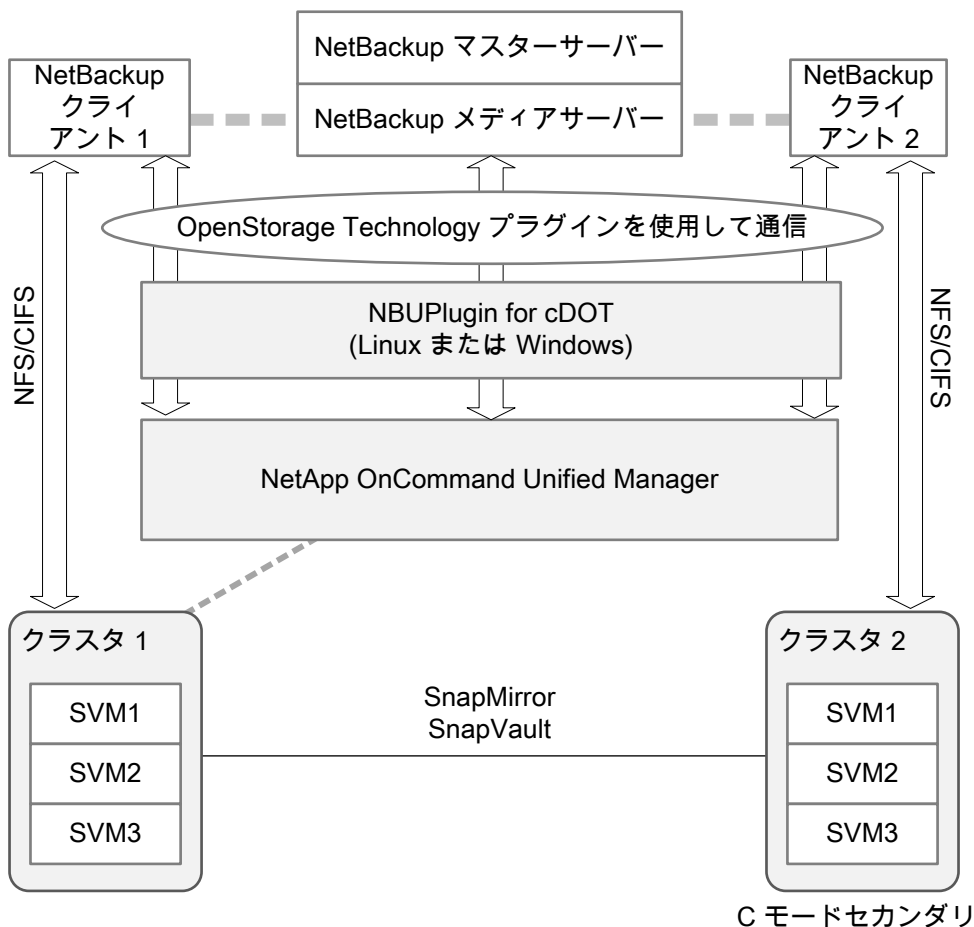 NetBackup マスターサーバー
NetBackup メディアサーバー
NetBackup
クライ
アント 1
NetBackup
クライ
アント 2
OpenStorage Technology プラグインを使用して通信
NBUPlugin for cDOT
(Linux または Windows)
NFS/CIFS
NFS/CIFS
NetApp OnCommand Unified Manager
クラスタ 1
SVM1
SVM2
SVM3
SnapMirror
SnapVault
クラスタ 2
SVM1
SVM2
SVM3
C モードセカンダリ